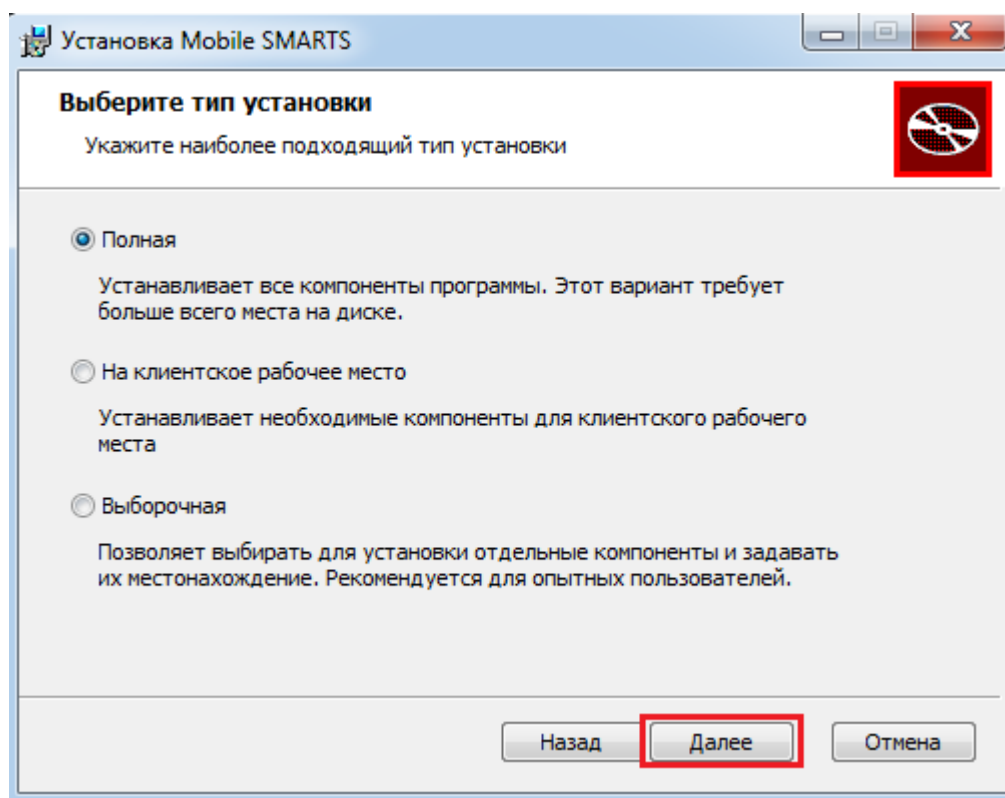 Установка Mobile SMARTS
Выберите тип установки
Укажите наиболее подходящий тип установки
Полная
Устанавливает все компоненты программы. Этот вариант требует
больше всего места на диске.
На клиентское рабочее место
Устанавливает необходимые компоненты для клиентского рабочего
места
Выборочная
Позволяет выбирать для установки отдельные компоненты и задавать
их местонахождение. Рекомендуется для опытных пользователей.
Назад Далее Отмена